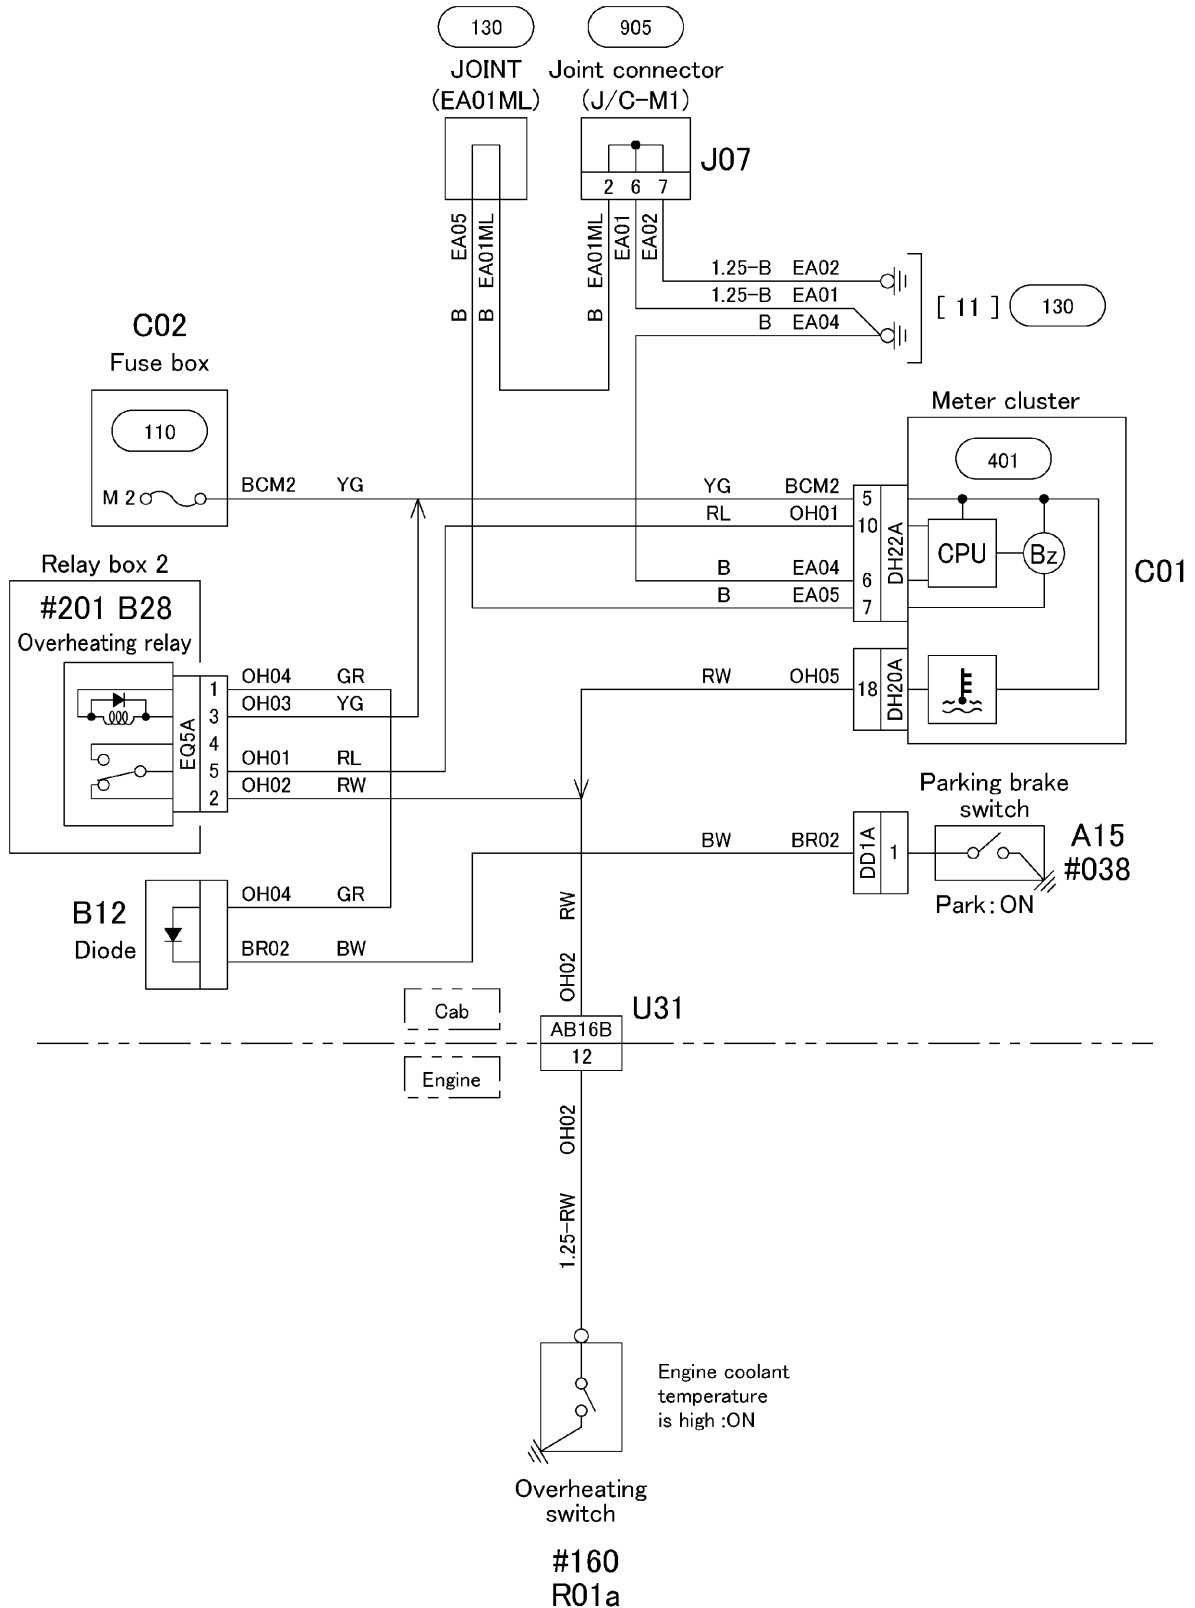 130
905
JOINT
(EA01ML)
Joint connector
(J/C-M1)
J07
2 6 7
EA05
EA01ML
EA01ML
EA01
EA02
B
B
B
1.25-B EA02
1.25-B EA01
B EA04
[ 11 ]
130
C02
Fuse box
110
M 2
BCM2 YG
Meter cluster
401
YG BCM2 5
RL OH01 10
B EA04 6
B EA05 7
DH22A
CPU
Bz
C01
RW OH05 18
DH20A
Relay box 2
#201 B28
Overheating relay
EQ5A
1 OH04 GR
3 OH03 YG
4
5 OH01 RL
2 OH02 RW
Parking brake
switch
BW BR02
DD1A
1
A15
#038
Park:ON
B12
Diode
OH04 GR
BR02 BW
RW
OH02
Cab
U31
AB16B
12
Engine
OH02
1.25-RW
Engine coolant
temperature
is high :ON
Overheating
switch
#160
R01a